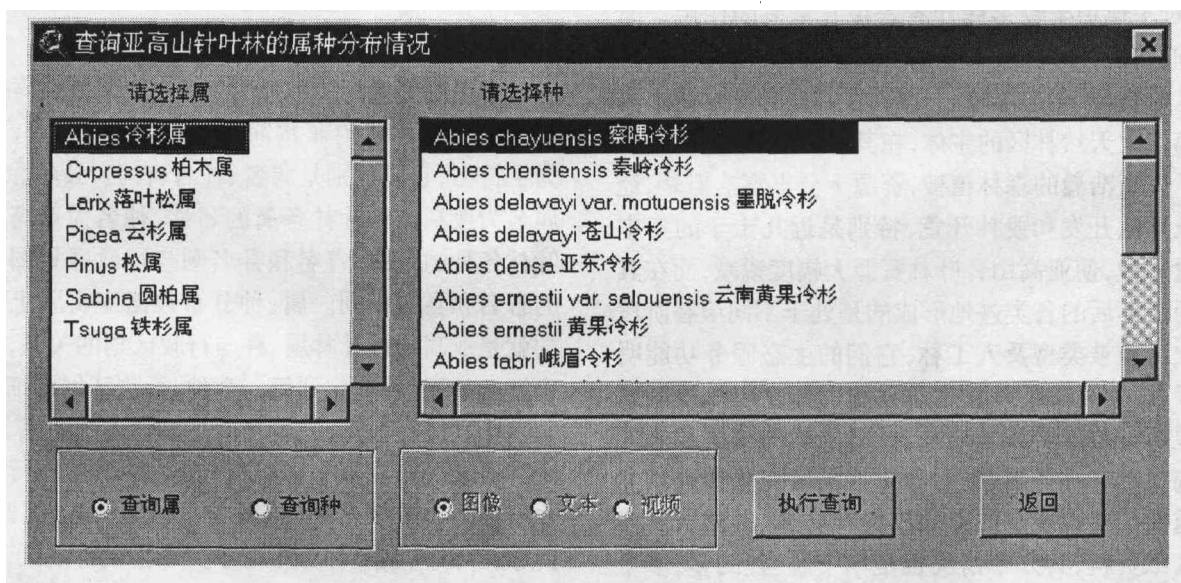 查询亚高山针叶林的属种分布情况
请选择属
请选择种
Abies 冷杉属
Cupressus 柏木属
Larix 落叶松属
Picea 云杉属
Pinus 松属
Sabina 圆柏属
Tsuga 铁杉属
Abies chayuensis 察隅冷杉
Abies chensiensis 秦岭冷杉
Abies delavayi var. motuoensis 墨脱冷杉
Abies delavayi 苍山冷杉
Abies densa 亚东冷杉
Abies ernestii var. salouensis 云南黄果冷杉
Abies ernestii 黄果冷杉
Abies fabri 峨眉冷杉
查询属 查询种
图像 文本 视频
执行查询
返回